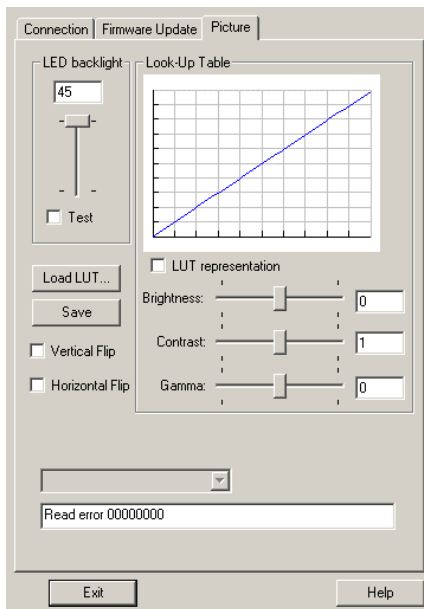 Connection Firmware Update Picture
LED backlight Look-Up Table
45
Test
LUT representation
Load LUT...
Brightness: 0
Save
Contrast: 1
Vertical Flip
Horizontal Flip Gamma: 0
Read error 00000000
Exit Help